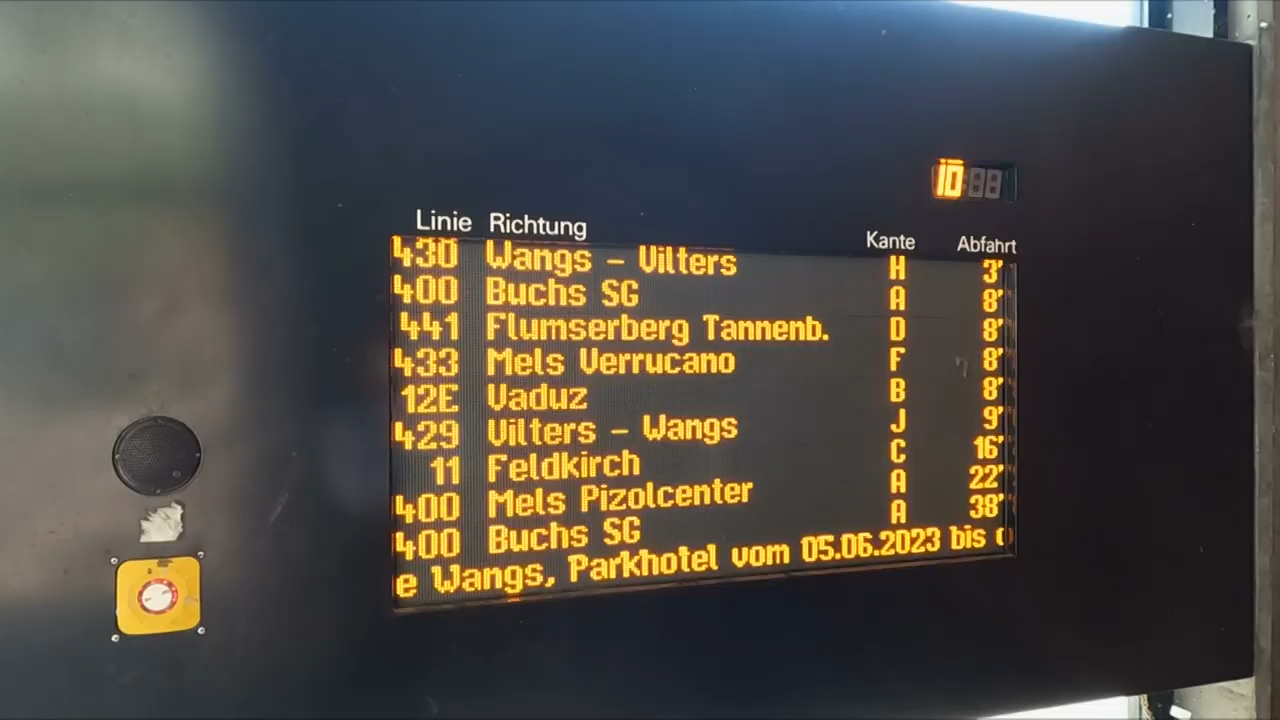 10
Linie Richtung Kante Abfahrt
430 Wangs – Vilters H 3'
400 Buchs SG A 8'
441 Flumserberg Tannenb. D 8'
433 Mels Verrucano F 8'
12E Vaduz B 8'
429 Vilters – Wangs J 9'
11 Feldkirch C 16'
400 Mels Pizolcenter A 22'
400 Buchs SG A 38'
e Wangs, Parkhotel vom 05.06.2023 bis